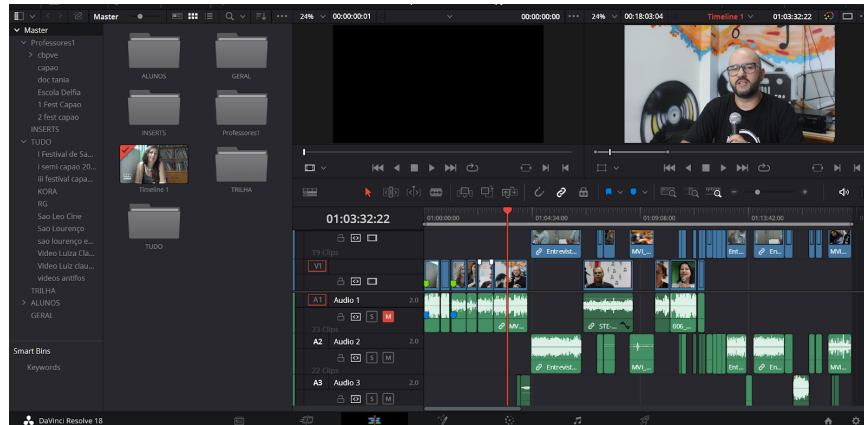 Master
24%
00:00:00:01
00:00:00:00
24%
00:18:03:04
Timeline 1
01:03:32:22
Master
Professores1
cbpve
capao
doc tania
Escola Delfia
1 Fest Capao
2 fest capao
INSERTS
TUDO
I Festival de Sa...
I semi capao 20...
iii festival capa...
KORA
RG
Sao Leo Cine
Sao Lourenço
sao lourenço e...
Video Luiza Cla...
Video Luiz clau...
videos antifos
TRILHA
ALUNOS
GERAL
Smart Bins
Keywords
ALUNOS
GERAL
INSERTS
Professores1
Timeline 1
TRILHA
TUDO
01:03:32:22
01:00:00:00
01:04:34:00
01:09:08:00
01:13:42:00
19 Clips
Entrevist...
MVI_...
Ent...
En...
MVI...
V1
A1 Audio 1 2.0
S M
23 Clips
MV...
STE-...
006_...
A2 Audio 2 2.0
S M
22 Clips
Entrevist...
MVI_...
Ent...
En...
MVI...
A3 Audio 3 2.0
S M
DaVinci Resolve 18